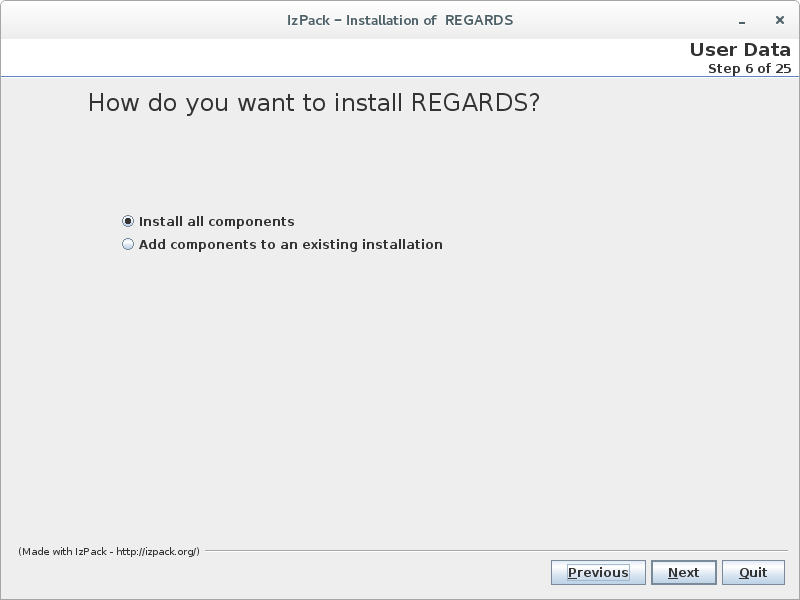 IzPack – Installation of  REGARDS
User Data
Step 6 of 25
How do you want to install REGARDS?
Install all components
Add components to an existing installation
(Made with IzPack - http://izpack.org/)
Previous Next Quit